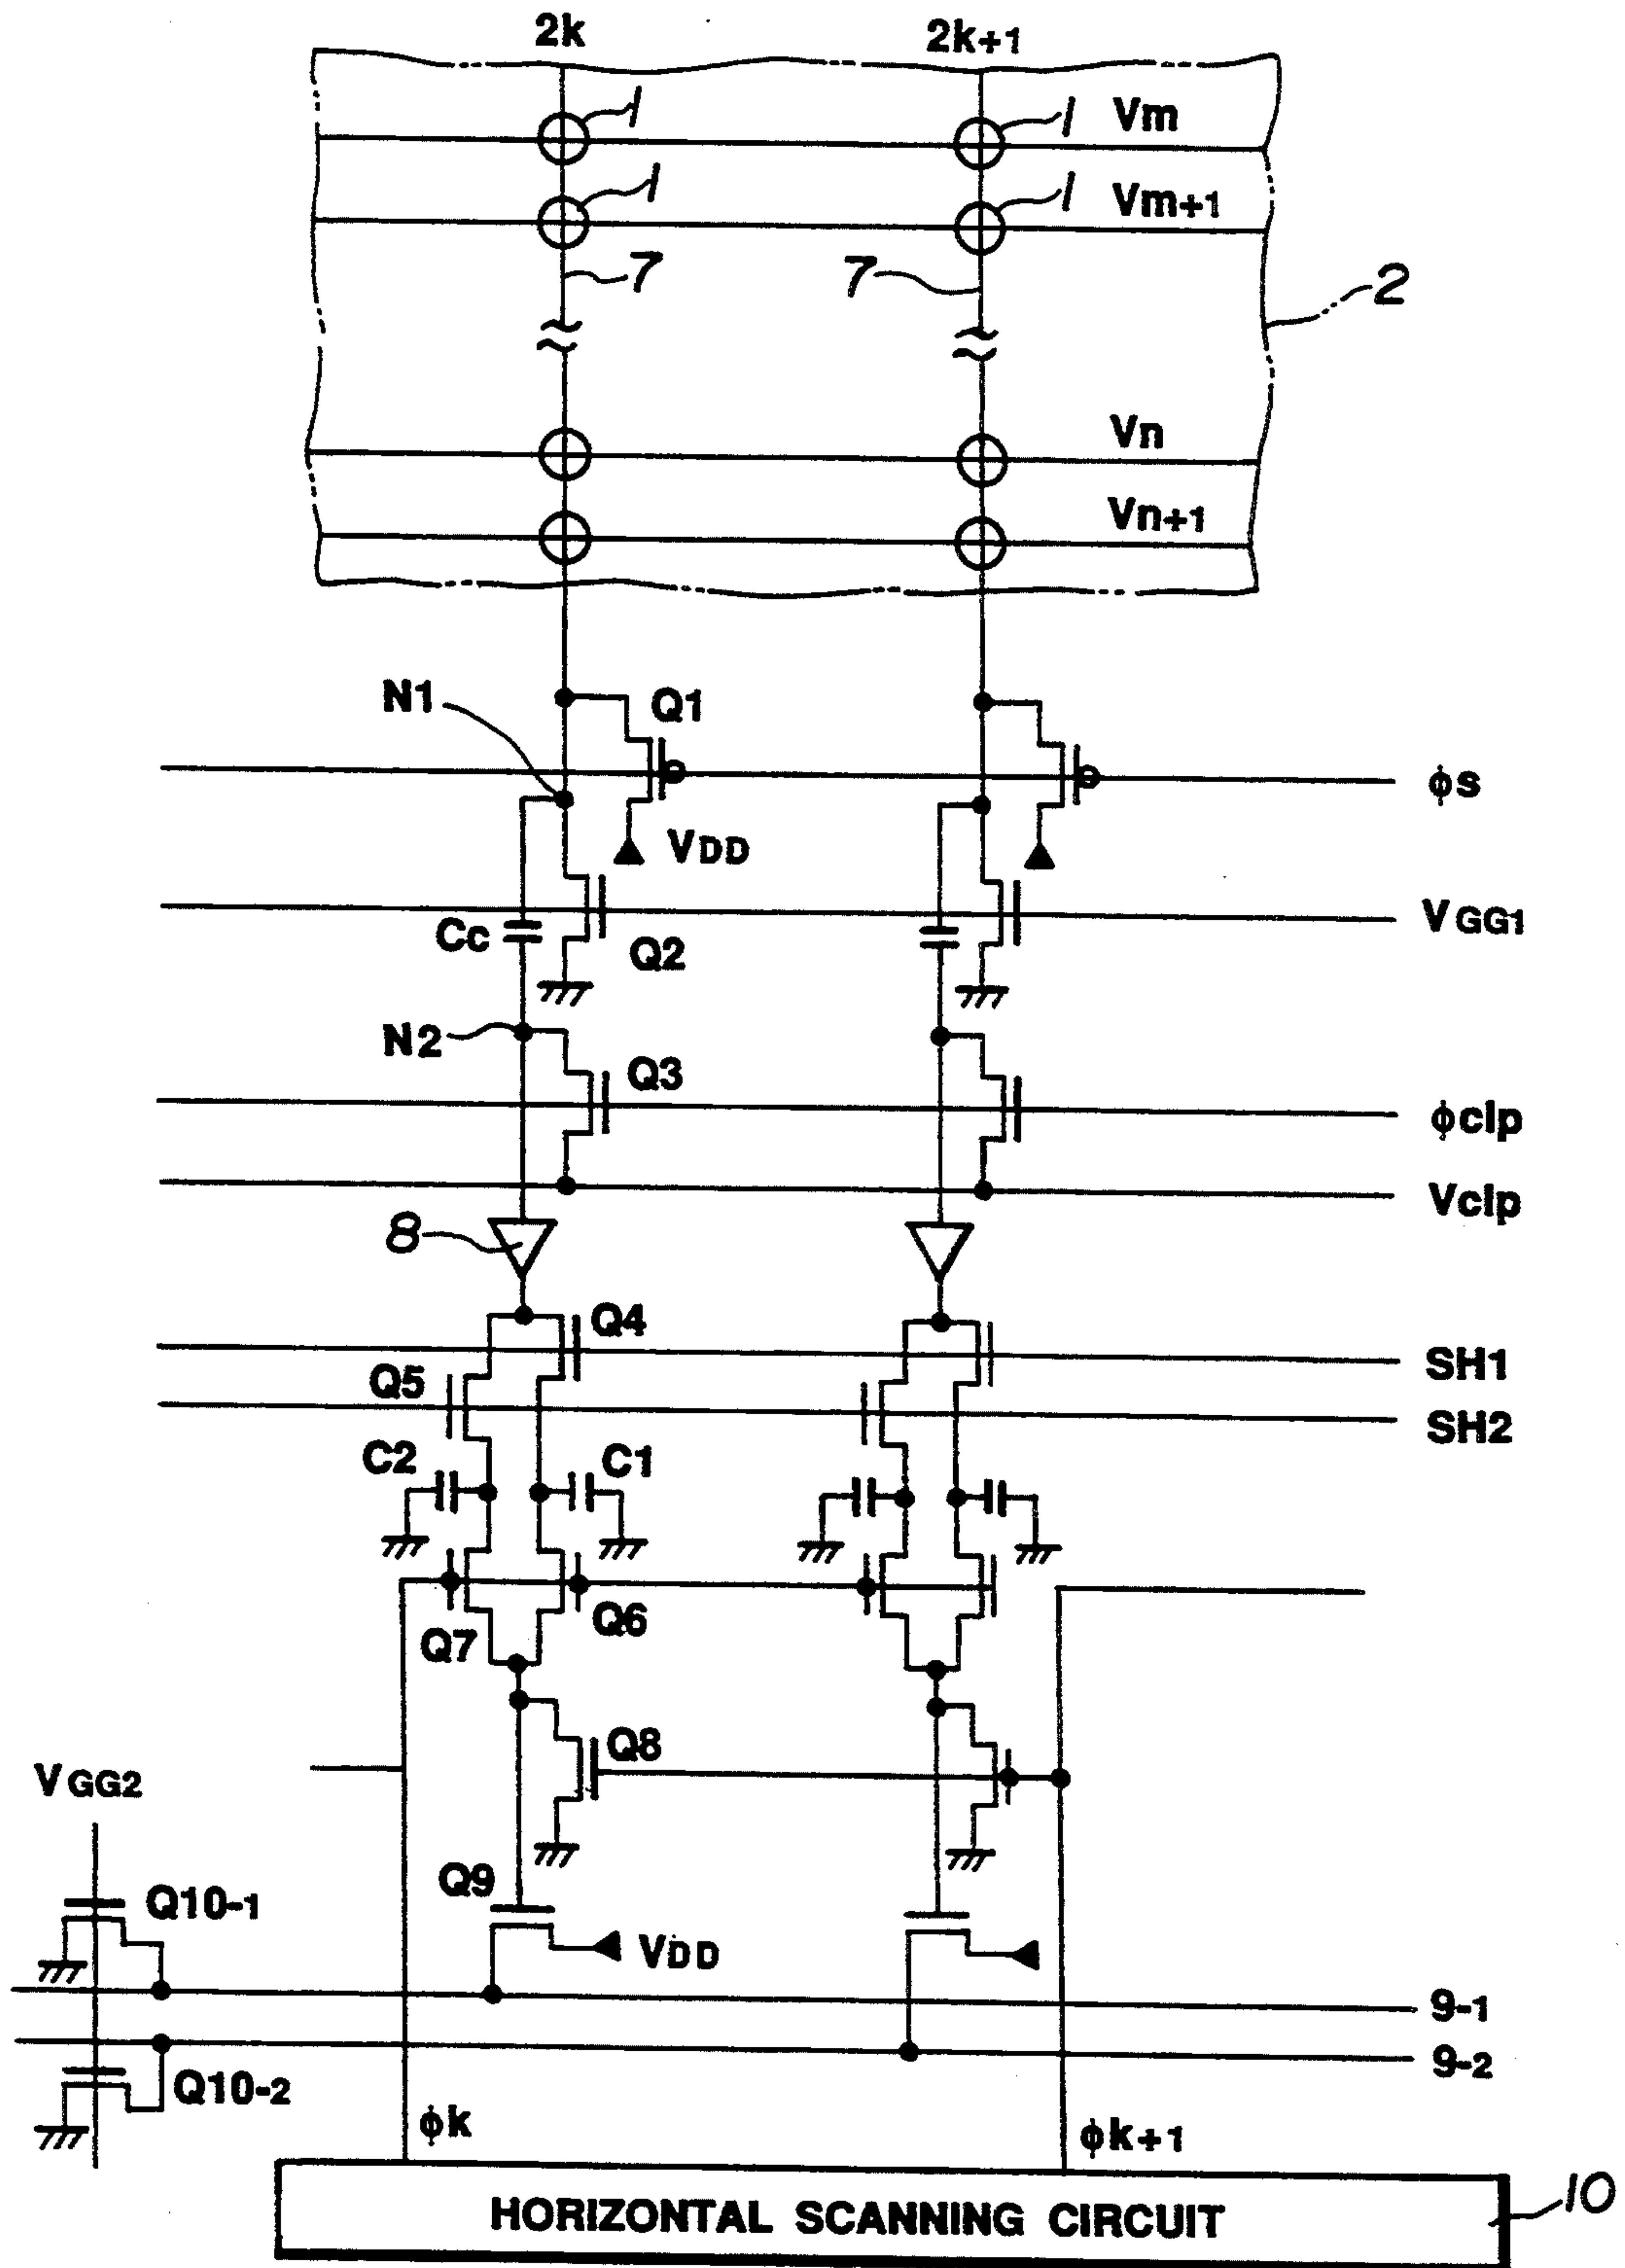 2k 2k+1
1 1 Vm
1 1 Vm+1
7 7 2
Vn
Vn+1
N1 Q1
φs
VDD
Cc Q2 VGG1
N2 Q3
φclp
Vclp
8
Q4
SH1
Q5
SH2
C2 C1
Q7 Q6
Q8
VGG2
Q9
Q10-1
VDD
9-1
9-2
Q10-2
φk φk+1
HORIZONTAL SCANNING CIRCUIT 10